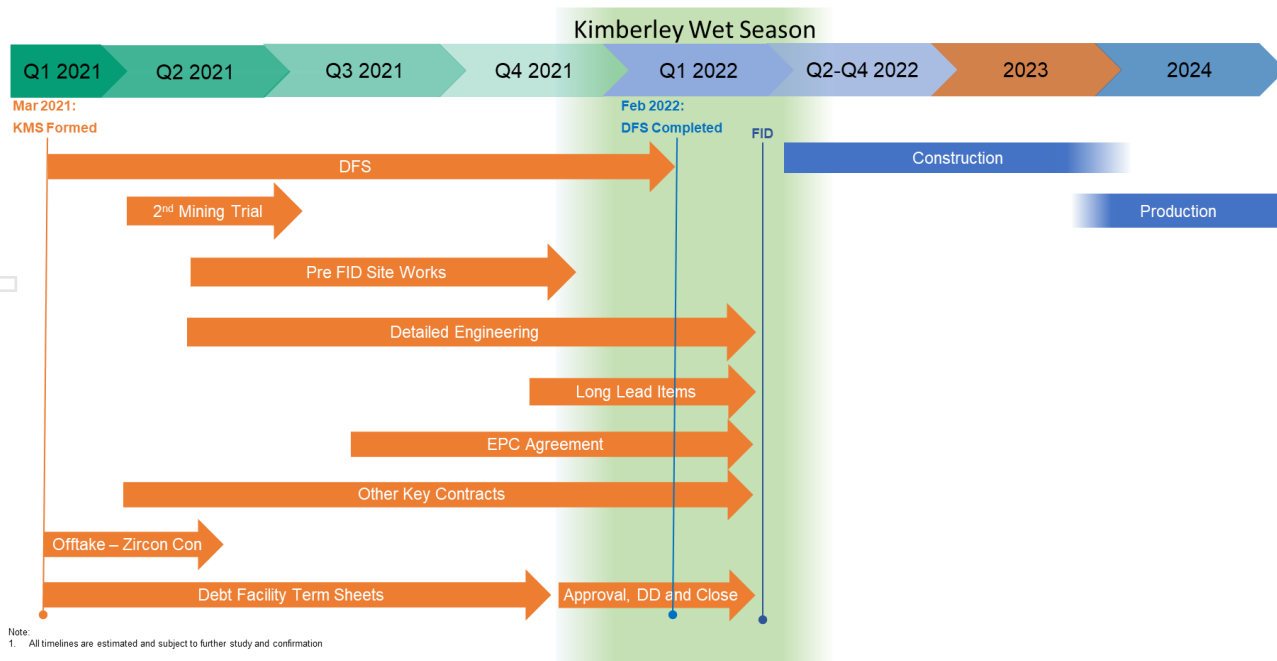 Kimberley Wet Season
Q1 2021
Q2 2021
Q3 2021
Q4 2021
Q1 2022
Q2-Q4 2022
2023
2024
Mar 2021:
KMS Formed
Feb 2022:
DFS Completed
FID
DFS
Construction
2nd Mining Trial
Production
Pre FID Site Works
Detailed Engineering
Long Lead Items
EPC Agreement
Other Key Contracts
Offtake – Zircon Con
Debt Facility Term Sheets
Approval, DD and Close
Note:
1. All timelines are estimated and subject to further study and confirmation